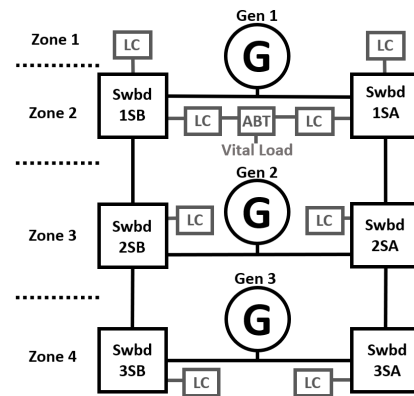 Gen 1
Zone 1
LC
LC
G
Zone 2
Swbd
1SB
LC
ABT
LC
Swbd
1SA
Vital Load
Gen 2
Zone 3
Swbd
2SB
LC
G
LC
Swbd
2SA
Gen 3
G
Zone 4
Swbd
3SB
Swbd
3SA
LC
LC